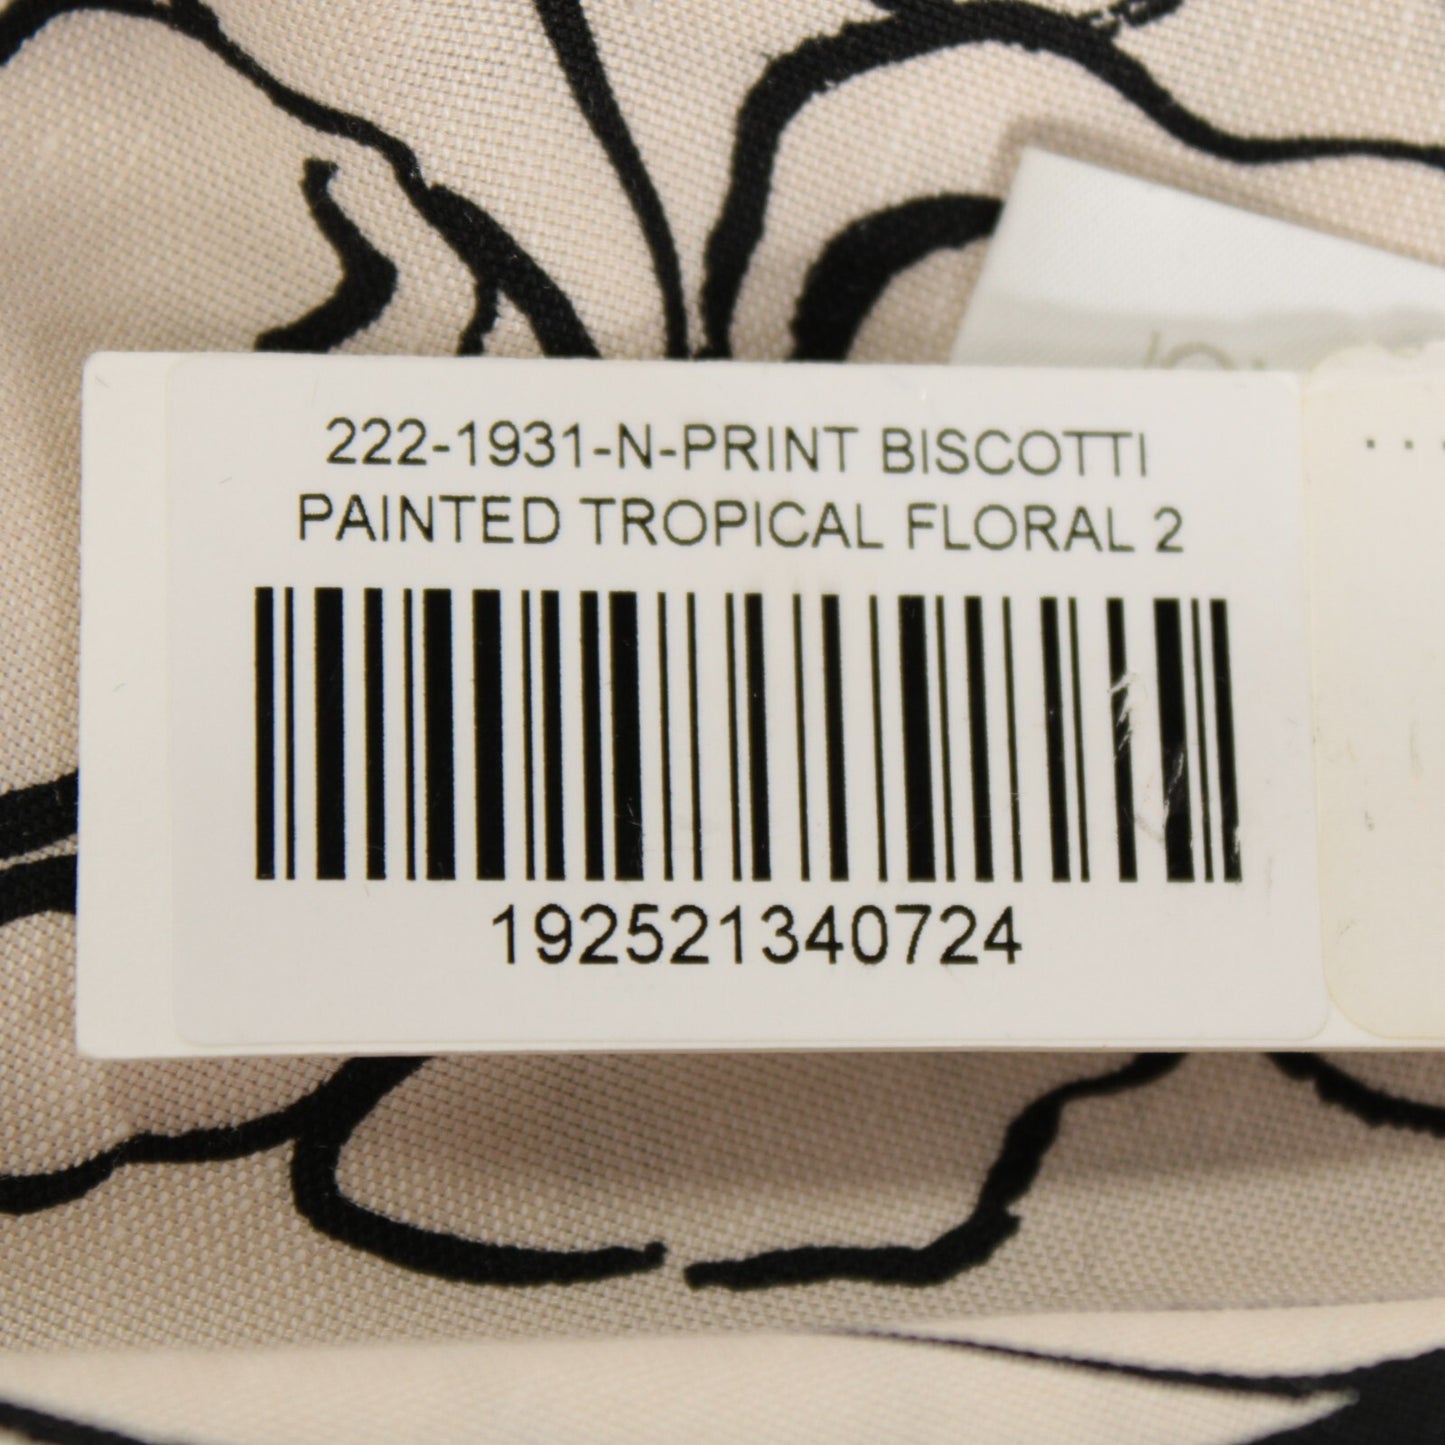 222-1931-N-PRINT BISCOTTI
PAINTED TROPICAL FLORAL 2
192521340724